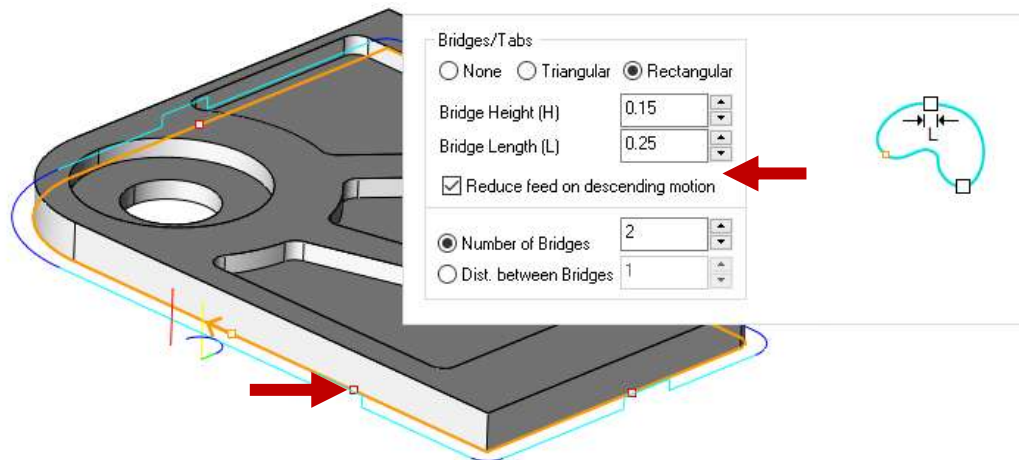 Bridges/Tabs
None Triangular Rectangular
Bridge Height (H) 0.15
Bridge Length (L) 0.25
Reduce feed on descending motion
Number of Bridges 2
Dist. between Bridges 1
L